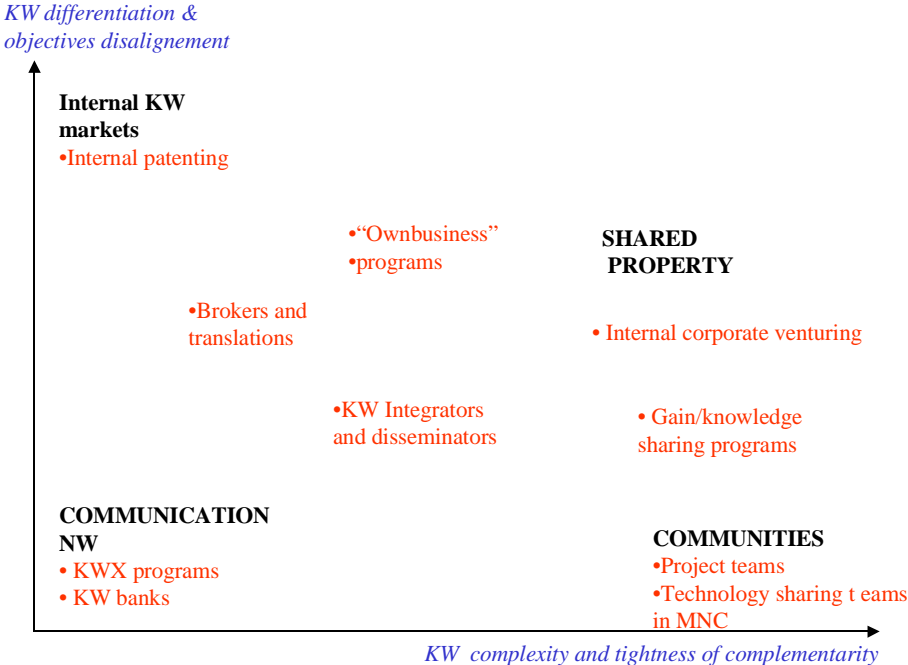 KW differentiation &
objectives disalignement
Internal KW
markets
•Internal patenting
•“Ownbusiness”
•programs
SHARED
PROPERTY
•Brokers and
translations
• Internal corporate venturing
•KW Integrators
and disseminators
• Gain/knowledge
sharing programs
COMMUNICATION
NW
• KWX programs
• KW banks
COMMUNITIES
•Project teams
•Technology sharing t eams
in MNC
KW complexity and tightness of complementarity